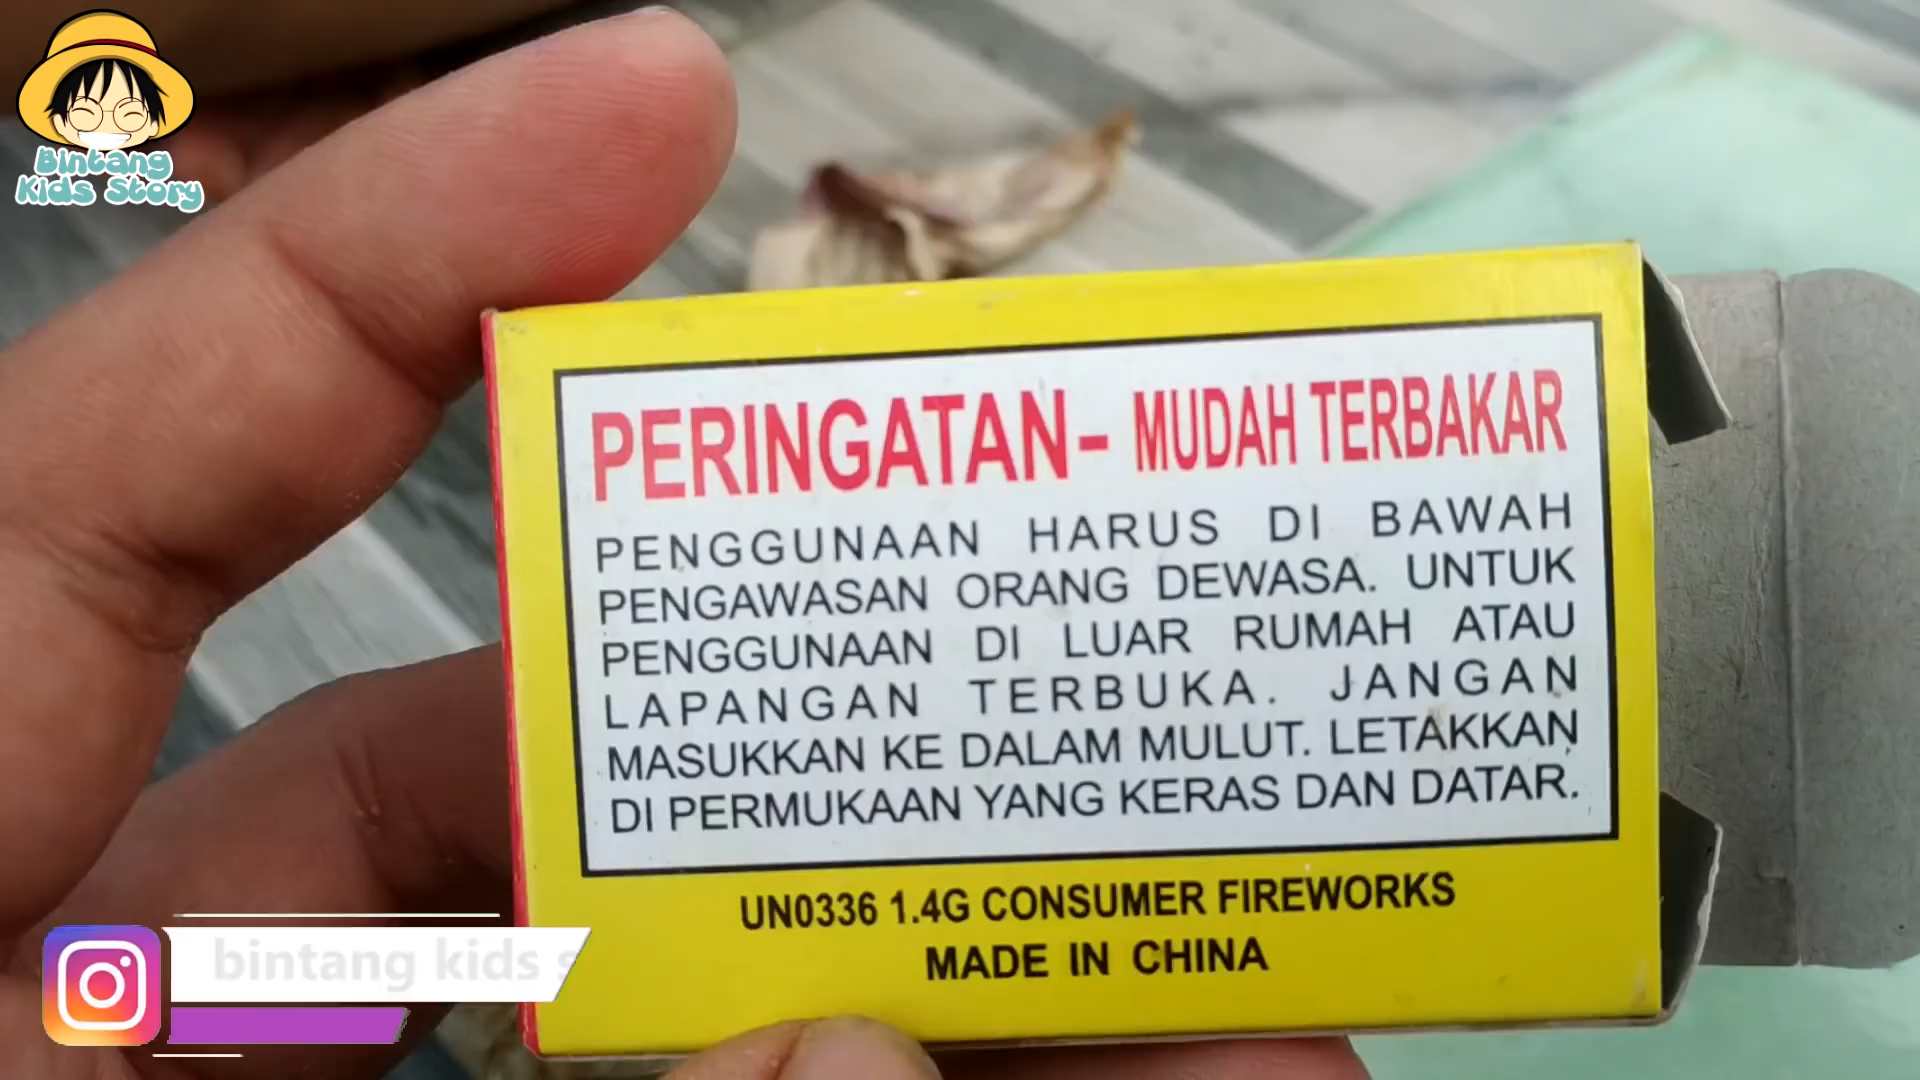 Bintang
Kids Story
PERINGATAN- MUDAH TERBAKAR
PENGGUNAAN HARUS DI BAWAH
PENGAWASAN ORANG DEWASA. UNTUK
PENGGUNAAN DI LUAR RUMAH ATAU
LAPANGAN TERBUKA. JANGAN
MASUKKAN KE DALAM MULUT. LETAKKAN
DI PERMUKAAN YANG KERAS DAN DATAR.
UN0336 1.4G CONSUMER FIREWORKS
MADE IN CHINA
bintang kids s